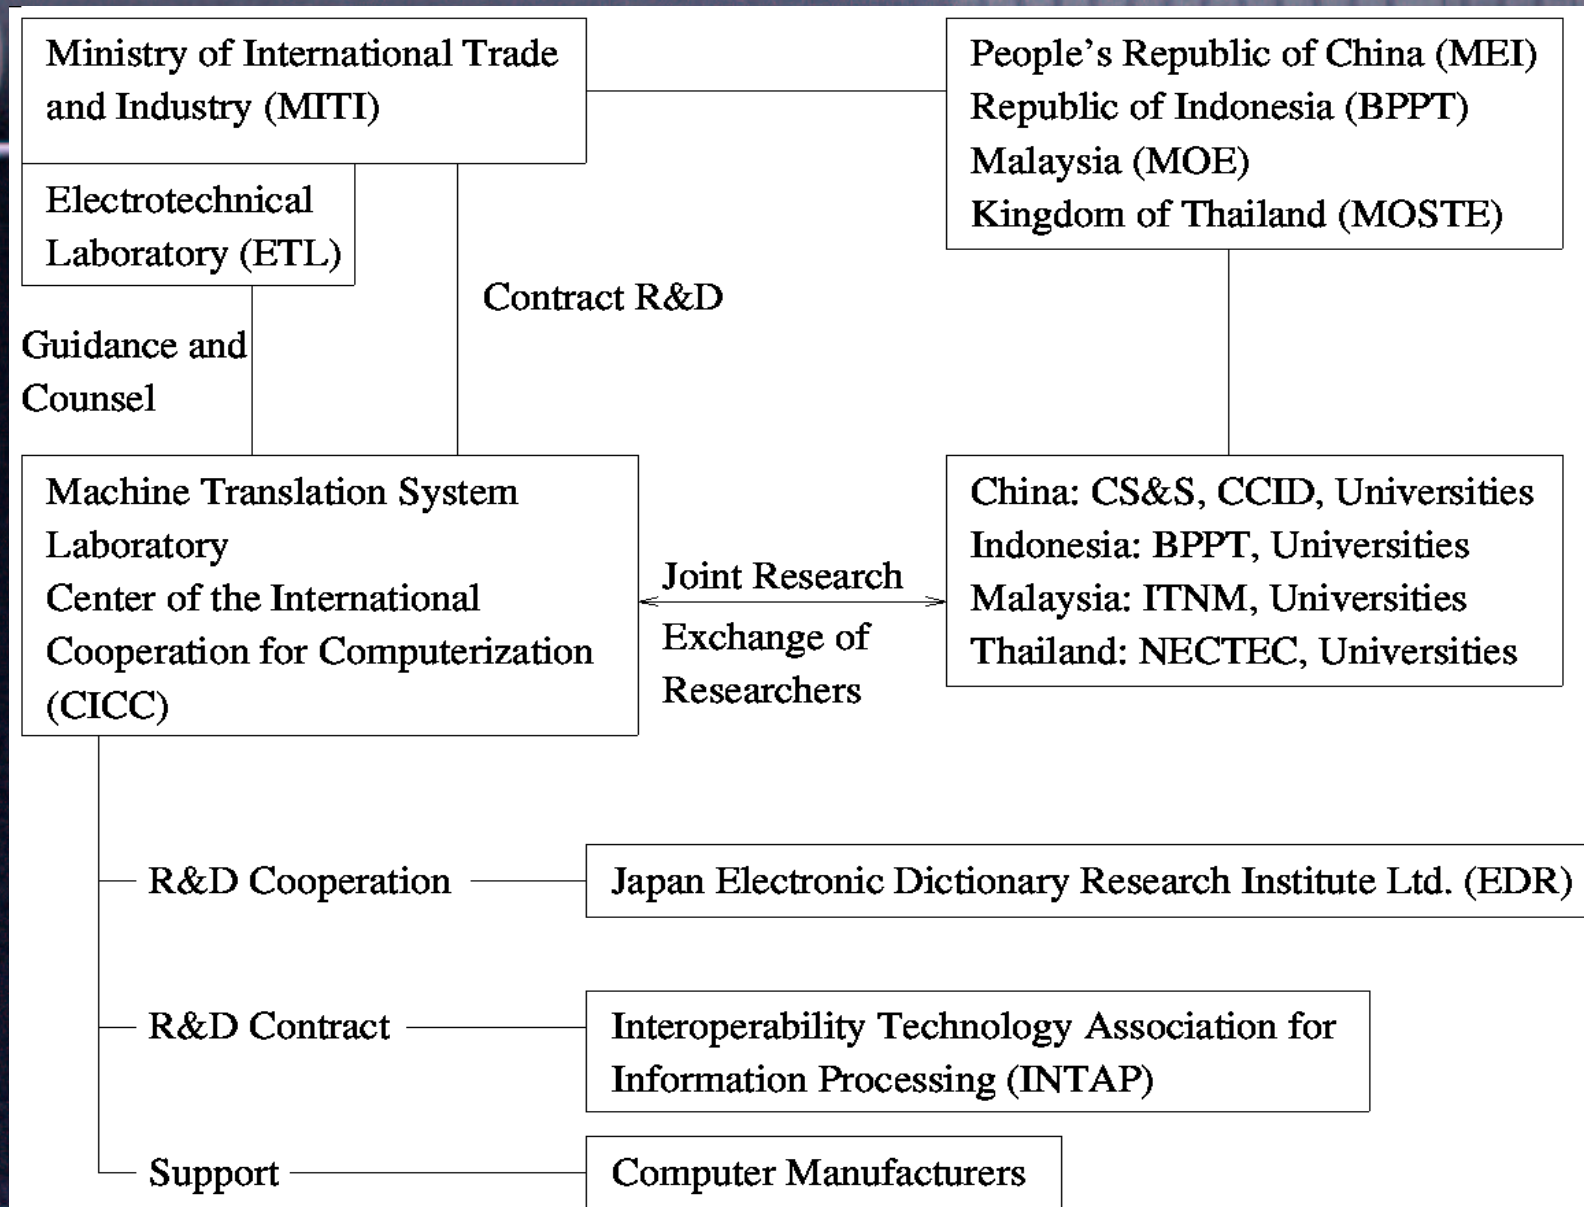 Ministry of International Trade
and Industry (MITI)
People's Republic of China (MEI)
Republic of Indonesia (BPPT)
Malaysia (MOE)
Kingdom of Thailand (MOSTE)
Electrotechnical
Laboratory (ETL)
Contract R&D
Guidance and
Counsel
Machine Translation System
Laboratory
Center of the International
Cooperation for Computerization
(CICC)
Joint Research
Exchange of
Researchers
China: CS&S, CCID, Universities
Indonesia: BPPT, Universities
Malaysia: ITNM, Universities
Thailand: NECTEC, Universities
R&D Cooperation
Japan Electronic Dictionary Research Institute Ltd. (EDR)
R&D Contract
Interoperability Technology Association for
Information Processing (INTAP)
Support
Computer Manufacturers